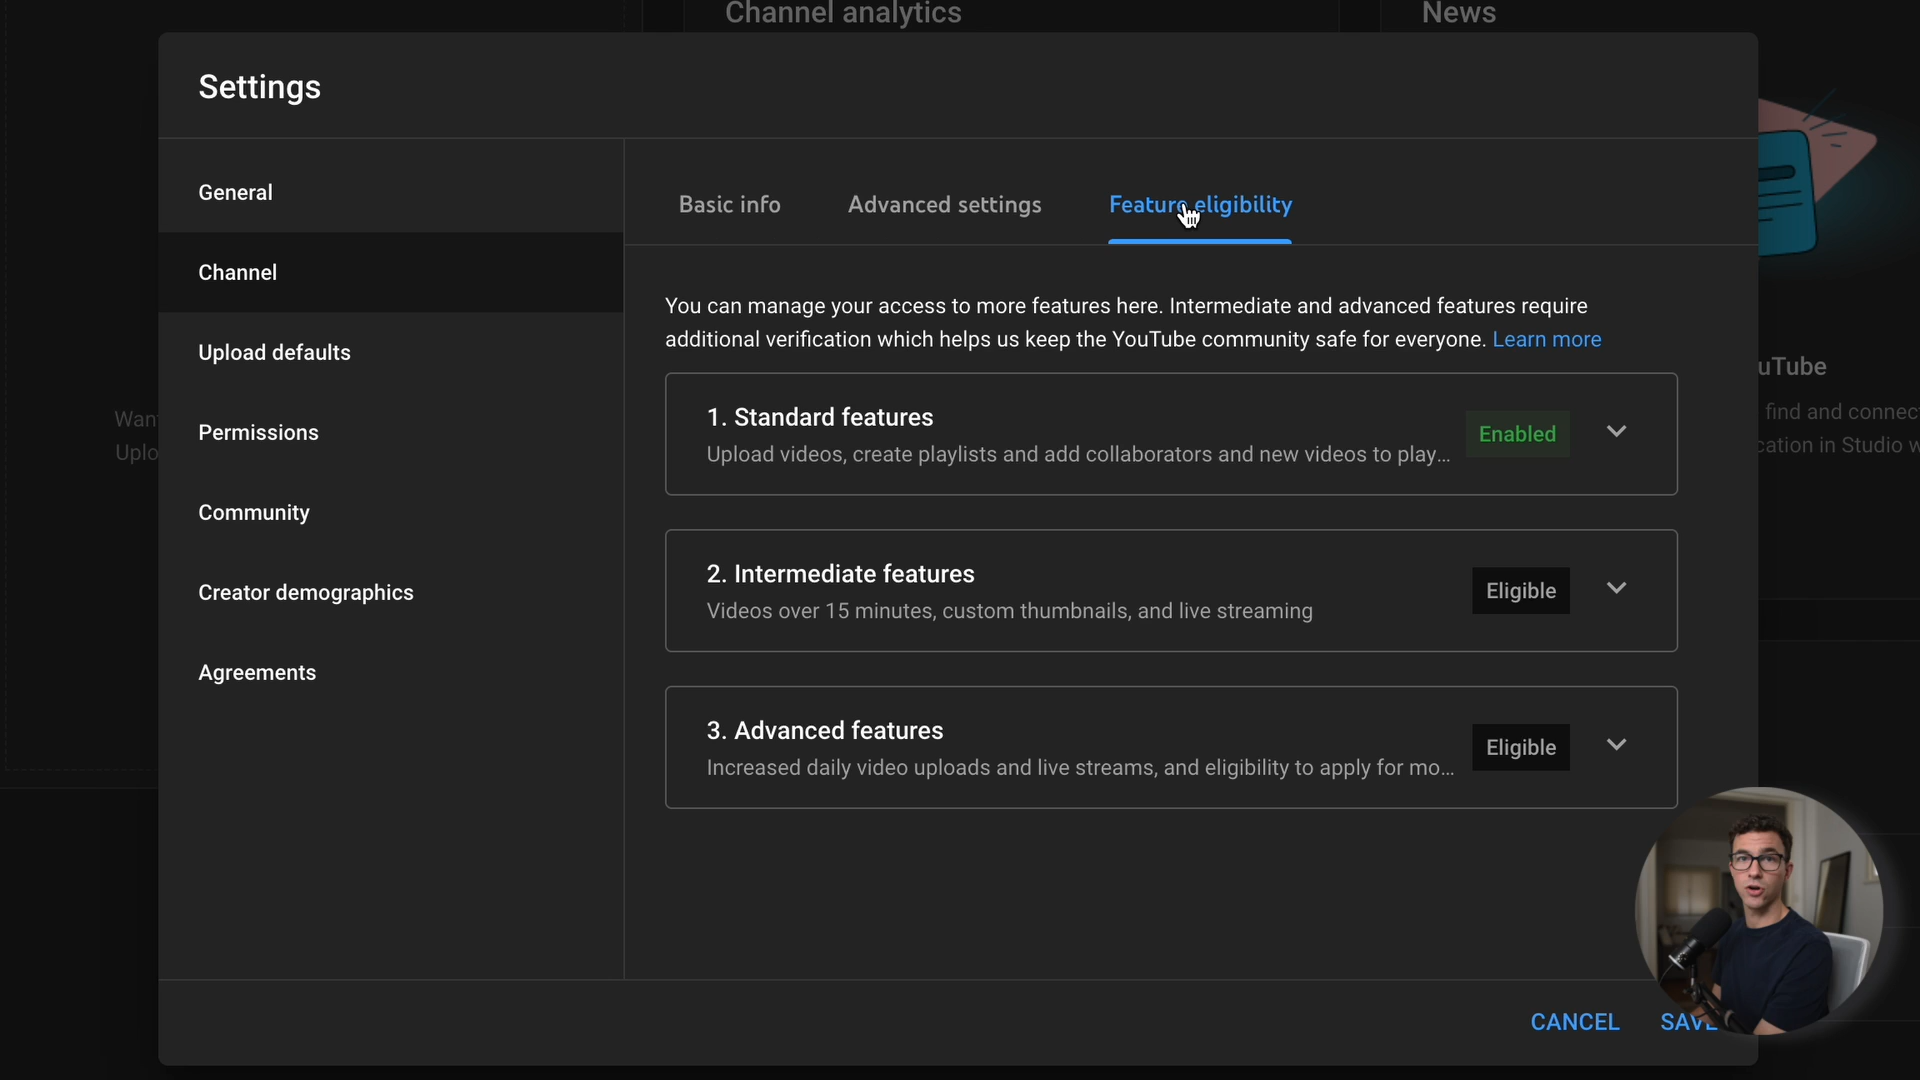 Channel analytics
News
Settings
General
Channel
Upload defaults
Permissions
Community
Creator demographics
Agreements
Basic info
Advanced settings
Feature eligibility
You can manage your access to more features here. Intermediate and advanced features require
additional verification which helps us keep the YouTube community safe for everyone. Learn more
1. Standard features
Upload videos, create playlists and add collaborators and new videos to play...
Enabled
2. Intermediate features
Videos over 15 minutes, custom thumbnails, and live streaming
Eligible
3. Advanced features
Increased daily video uploads and live streams, and eligibility to apply for mo...
Eligible
Wan
Uplo
uTube
find and connec
cation in Studio w
CANCEL
SAVE